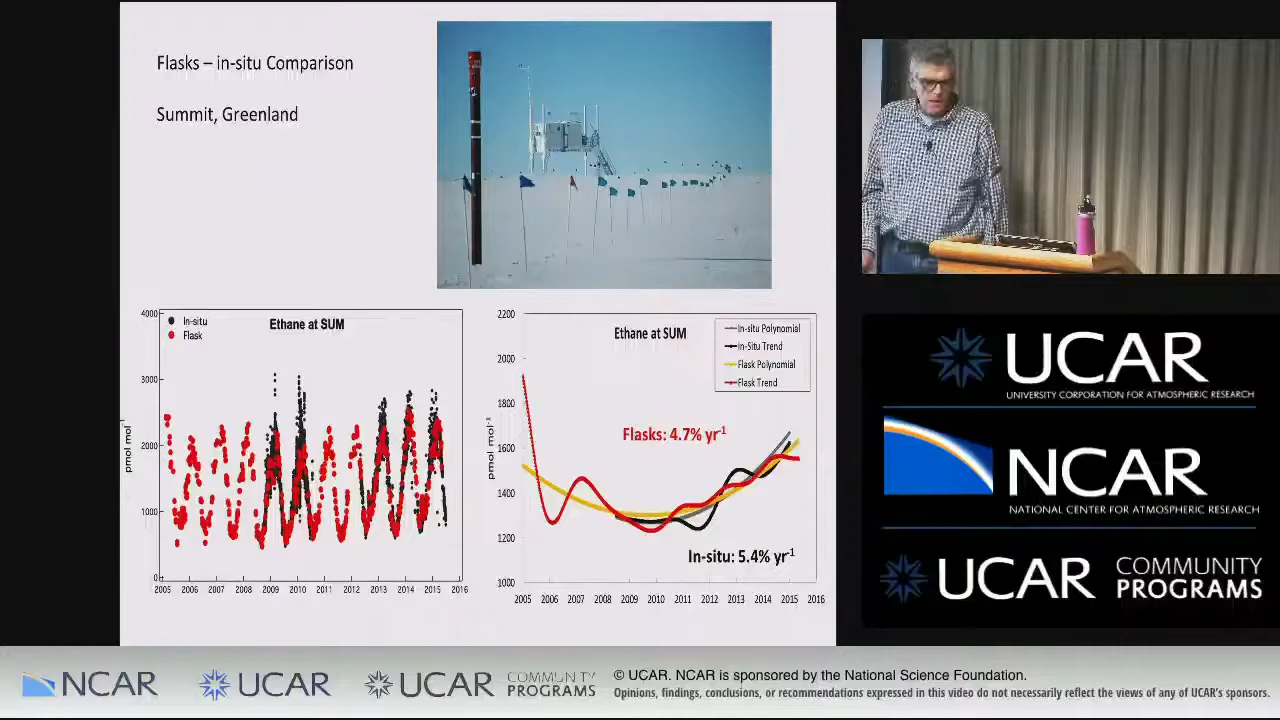 Flasks – in-situ Comparison
Summit, Greenland
In-situ
Flask
Ethane at SUM
4000
3000
2000
1000
0
pmol mol-1
2005 2006 2007 2008 2009 2010 2011 2012 2013 2014 2015 2016
Ethane at SUM
In-situ Polynomial
In-Situ Trend
Flask Polynomial
Flask Trend
2200
2000
1800
1600
1400
1200
1000
pmol mol-1
Flasks: 4.7% yr-1
In-situ: 5.4% yr-1
2005 2006 2007 2008 2009 2010 2011 2012 2013 2014 2015 2016
UCAR
UNIVERSITY CORPORATION FOR ATMOSPHERIC RESEARCH
NCAR
NATIONAL CENTER FOR ATMOSPHERIC RESEARCH
UCAR COMMUNITY PROGRAMS
NCAR UCAR UCAR COMMUNITY PROGRAMS
© UCAR. NCAR is sponsored by the National Science Foundation.
Opinions, findings, conclusions, or recommendations expressed in this video do not necessarily reflect the views of any of UCAR's sponsors.